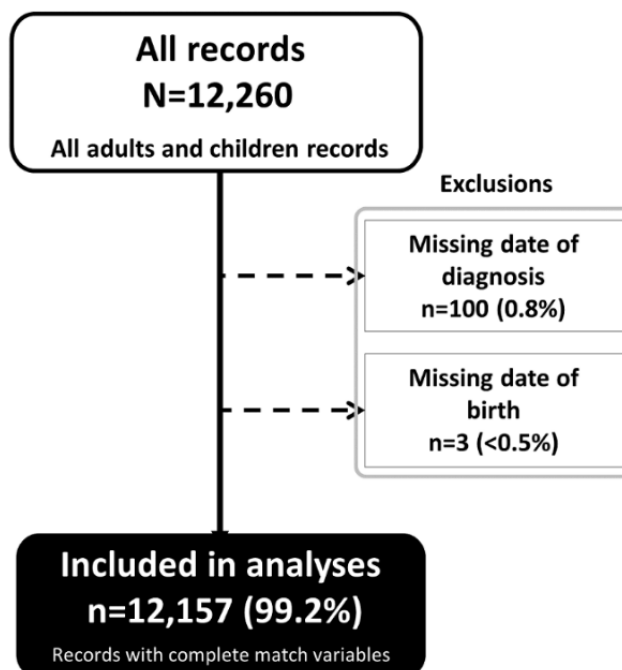 All records
N=12,260
All adults and children records
Exclusions
Missing date of
diagnosis
n=100 (0.8%)
Missing date of
birth
n=3 (<0.5%)
Included in analyses
n=12,157 (99.2%)
Records with complete match variables